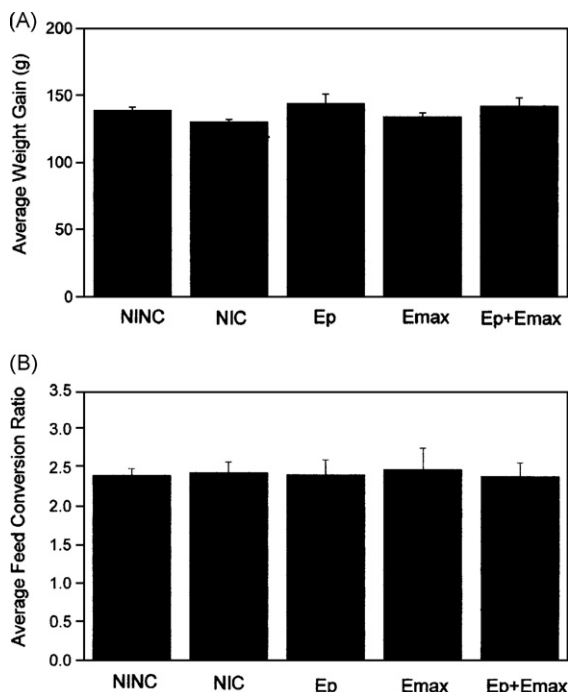 (A)
Average Weight Gain (g)
200
150
100
50
0
NINC NIC Ep Emax Ep+Emax
(B)
Average Feed Conversion Ratio
3.5
3.0
2.5
2.0
1.5
1.0
0.5
0.0
NINC NIC Ep Emax Ep+Emax